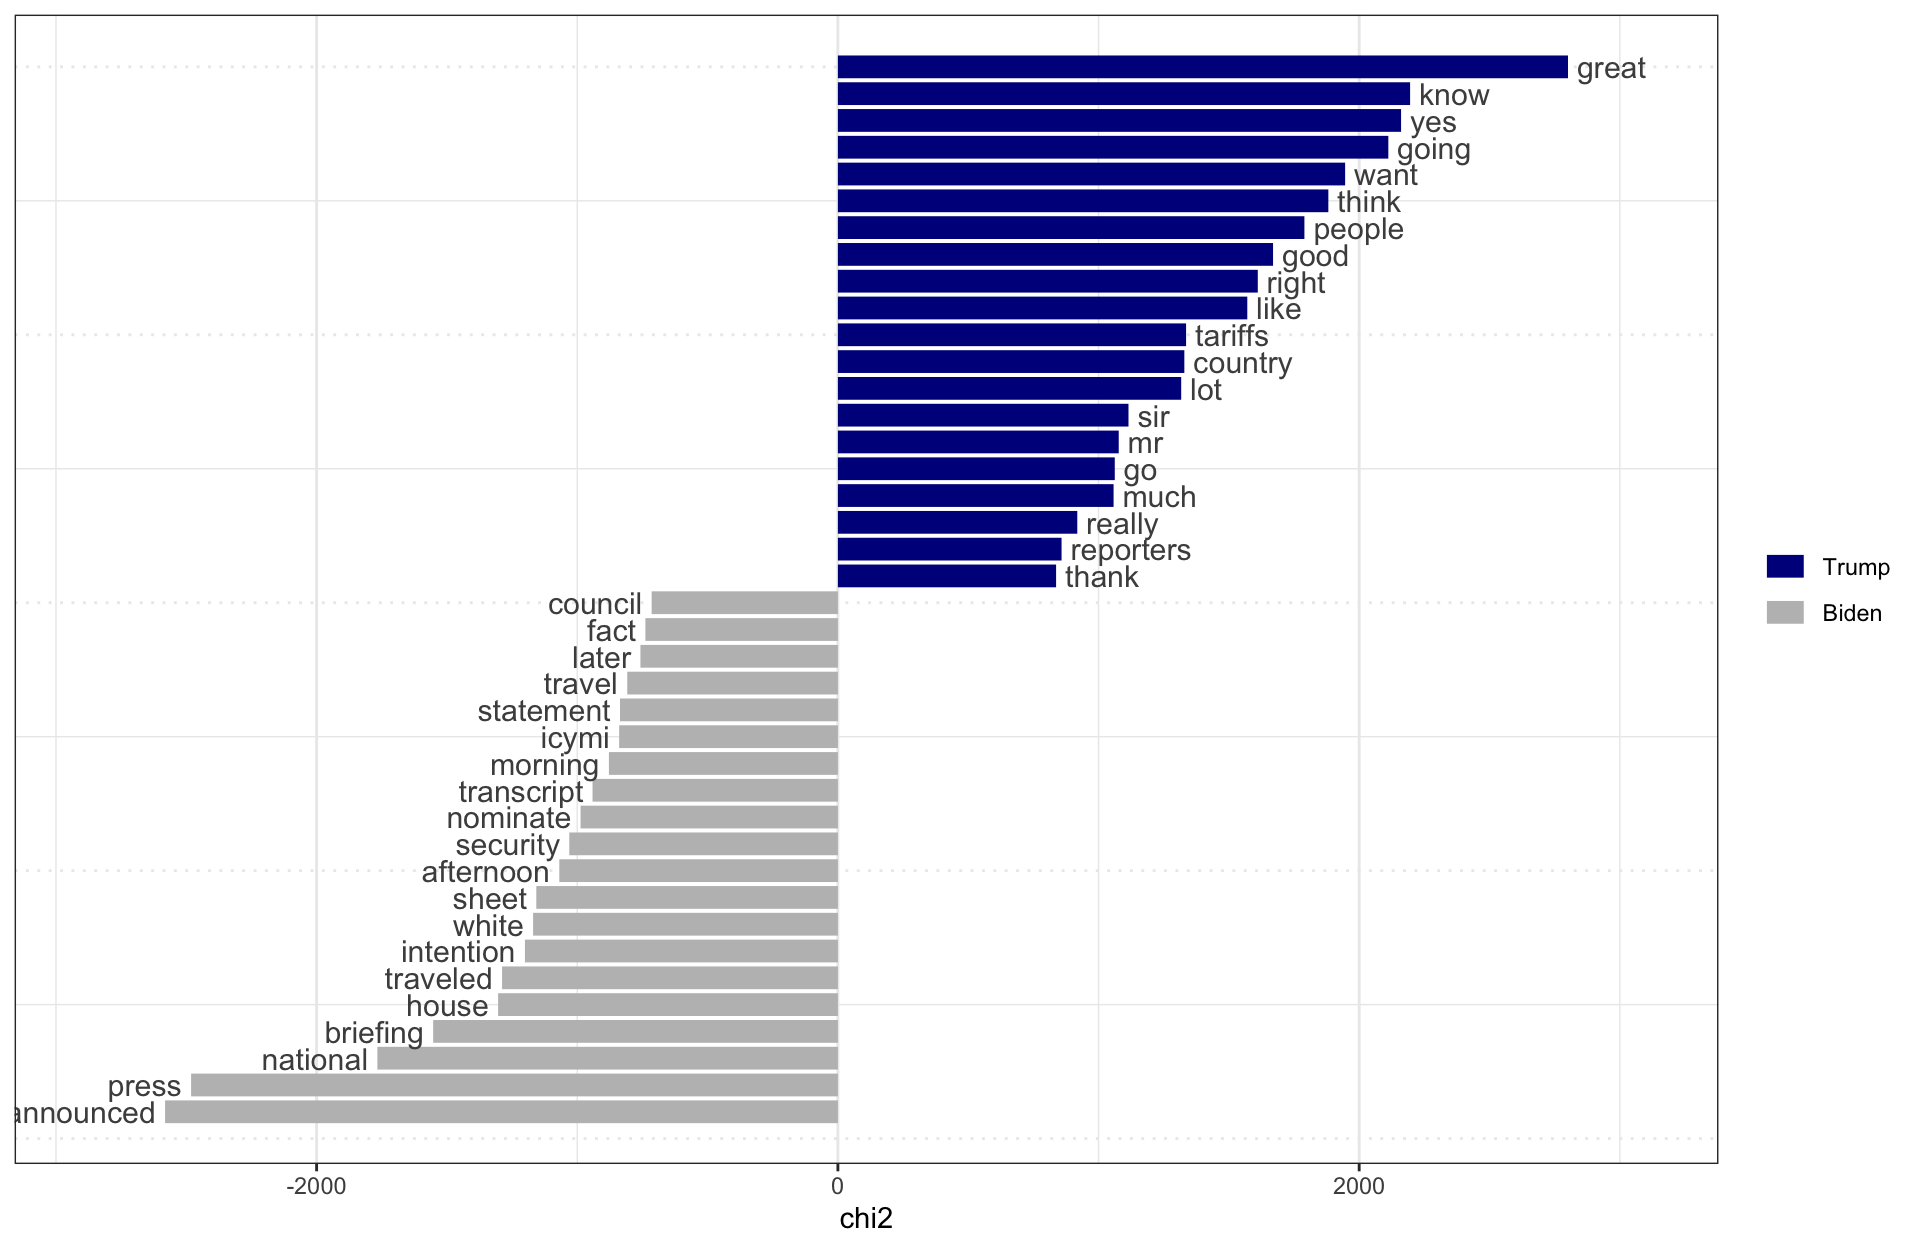 great
know
yes
going
want
think
people
good
right
like
tariffs
country
lot
sir
mr
go
much
really
reporters
thank
council
fact
later
travel
statement
icymi
morning
transcript
nominate
security
afternoon
sheet
white
intention
traveled
house
briefing
national
press
announced
Trump
Biden
-2000 0 2000
chi2